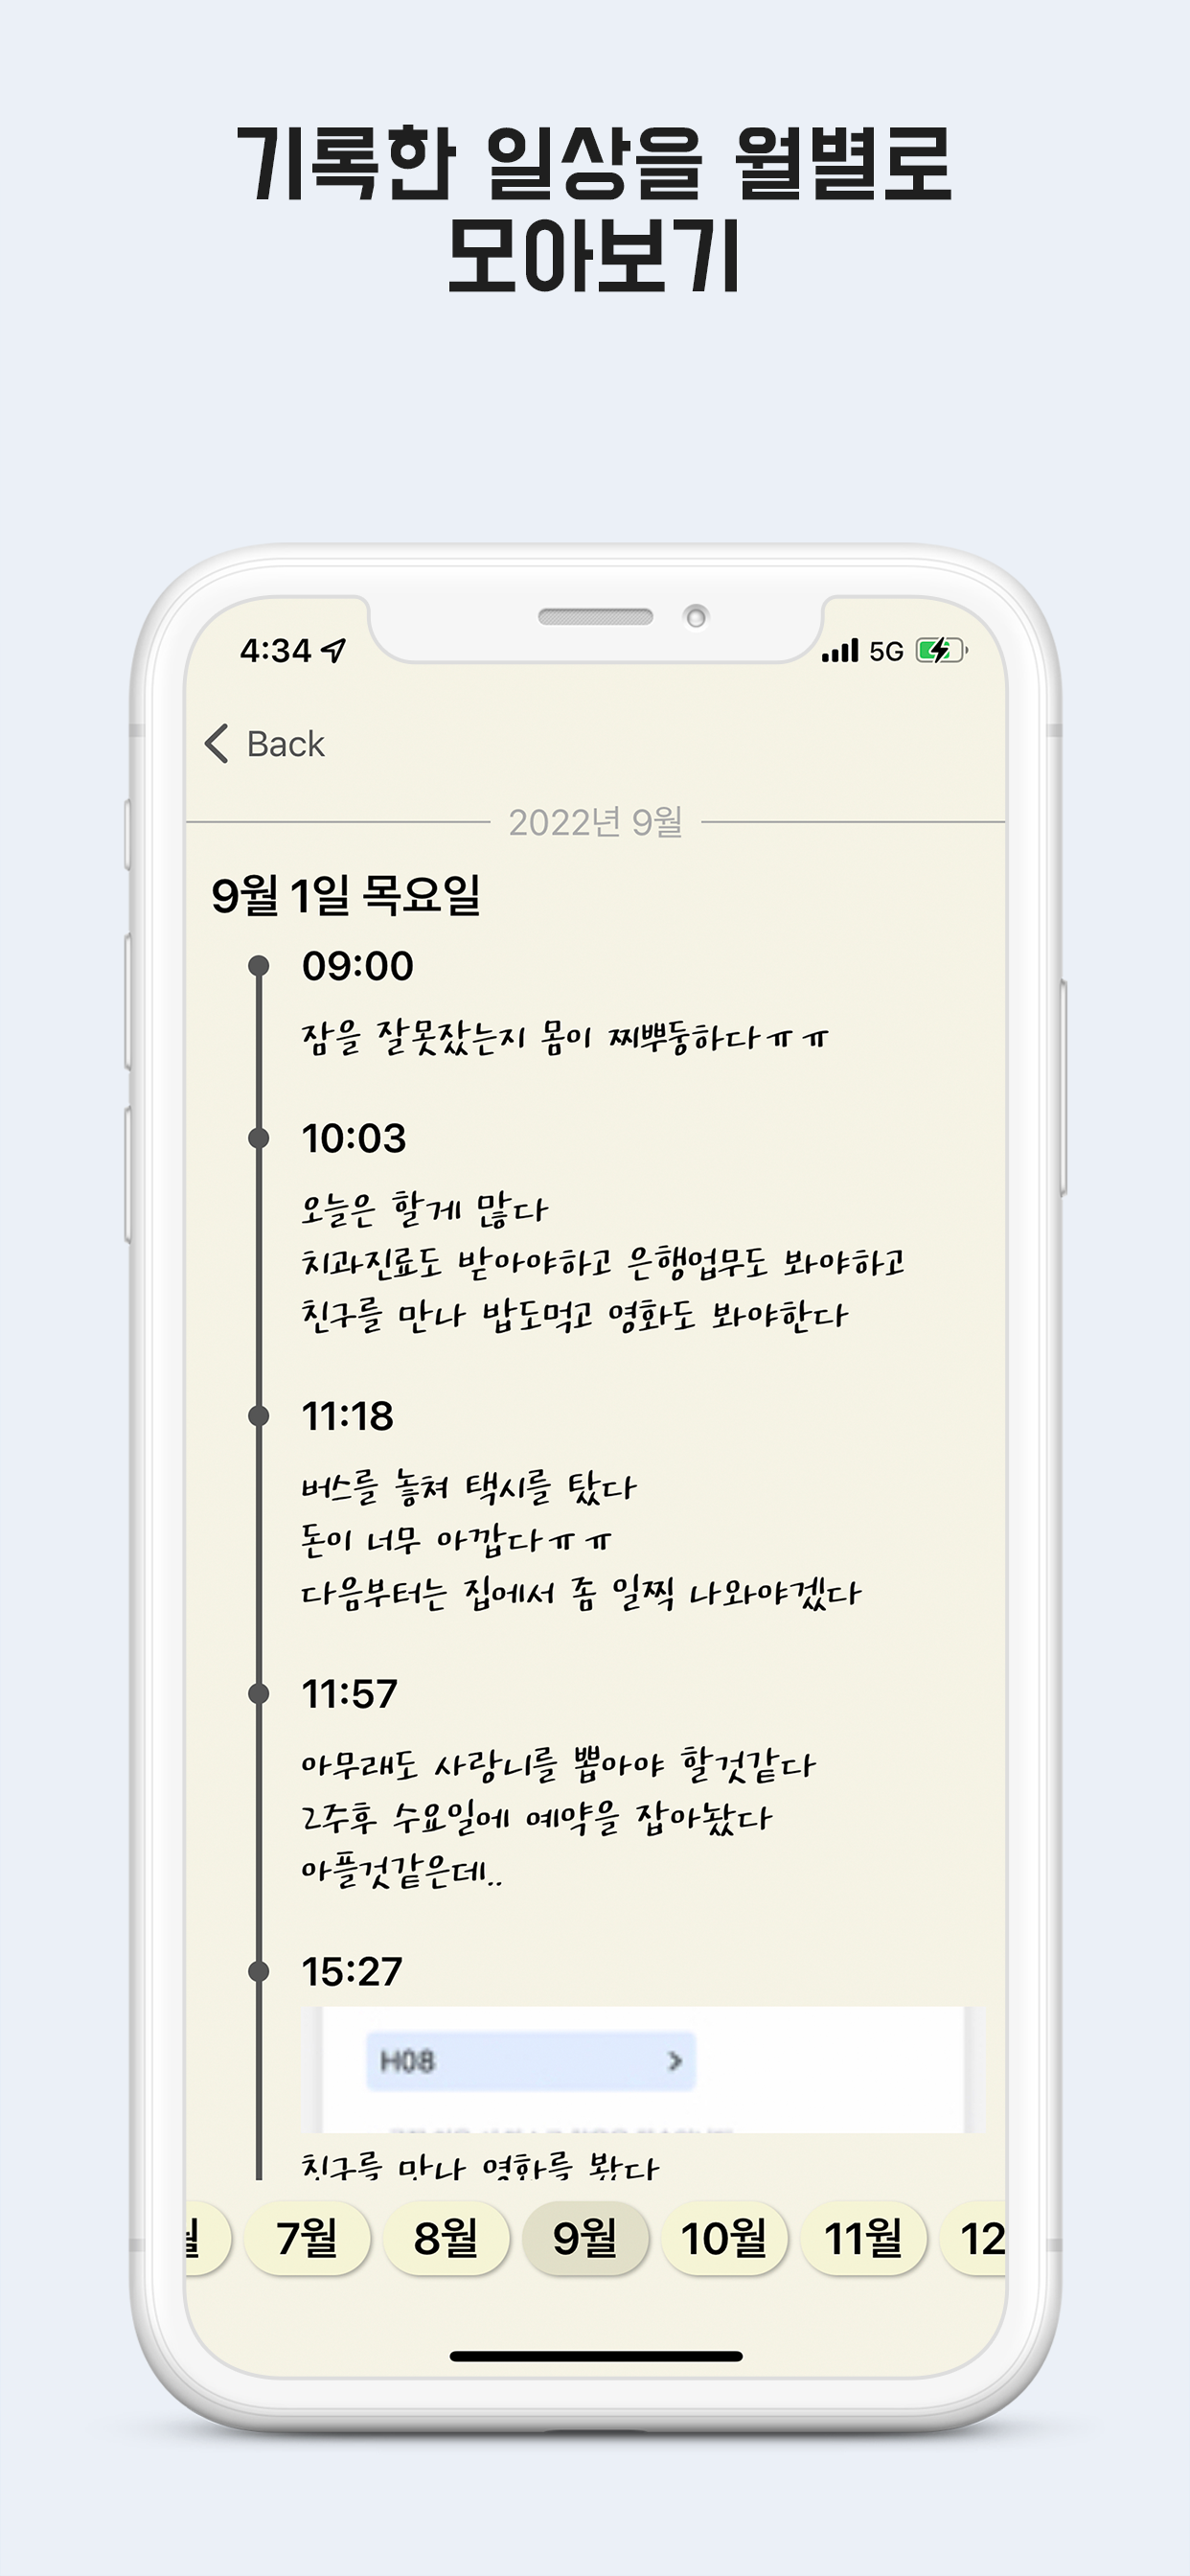 기록한 일상을 월별로
모아보기
4:34
5G
Back
2022년 9월
9월 1일 목요일
09:00
잠을 잘못잤는지 몸이 찌뿌둥하다ㅠㅠ
10:03
오늘은 할게 많다
치과진료도 받아야하고 은행업무도 봐야하고
친구를 만나 밥도먹고 영화도 봐야한다
11:18
버스를 놓쳐 택시를 탔다
돈이 너무 아깝다ㅠㅠ
다음부터는 집에서 좀 일찍 나와야겠다
11:57
아무래도 사랑니를 뽑아야 할것같다
2주후 수요일에 예약을 잡아놨다
아플것같은데..
15:27
H08
친구를 만나 영화를 봤다
7월 8월 9월 10월 11월 12